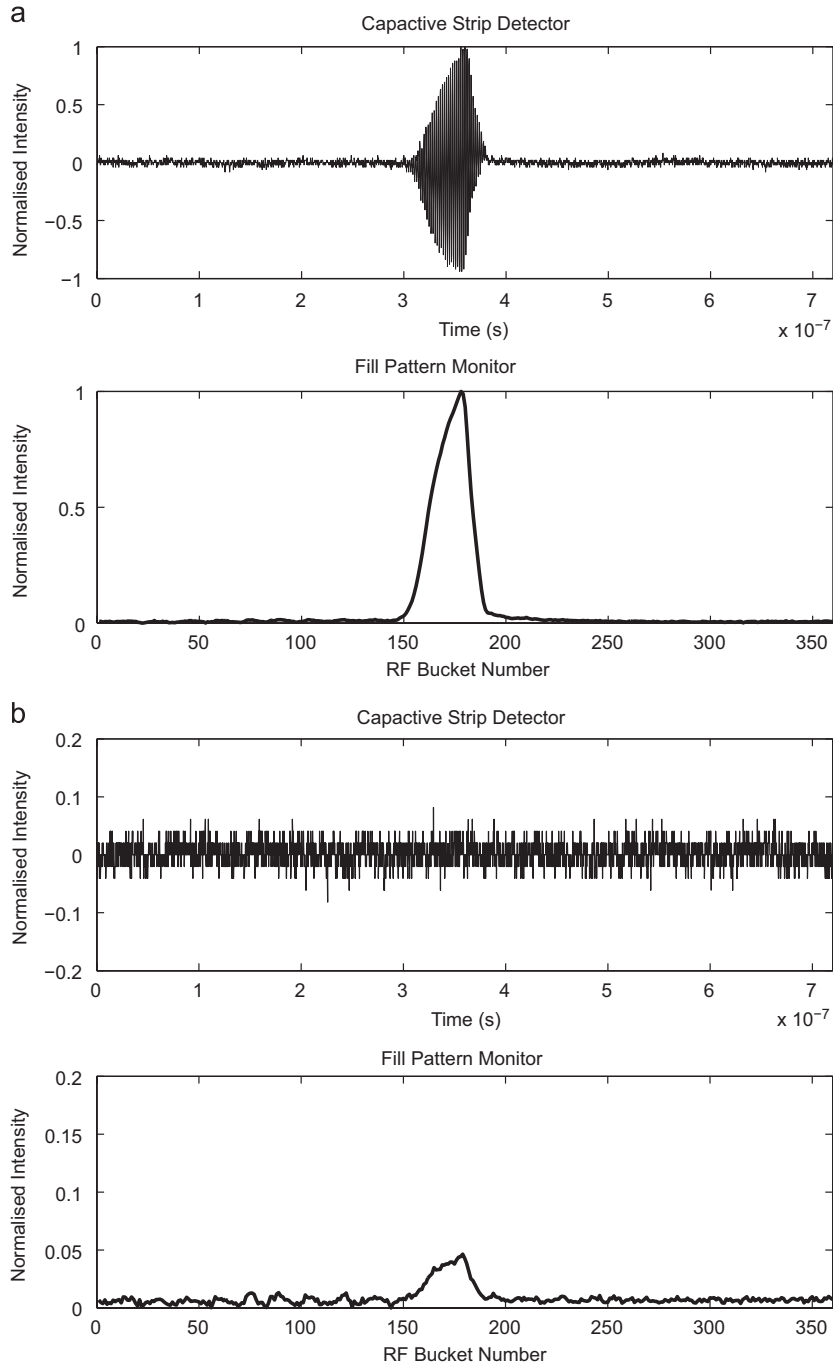 a
Capactive Strip Detector
Normalised Intensity
1
0.5
0
−0.5
−1
0 1 2 3 4 5 6 7
Time (s)
x 10⁻⁷
Fill Pattern Monitor
Normalised Intensity
1
0.5
0
0 50 100 150 200 250 300 350
RF Bucket Number
b
Capactive Strip Detector
Normalised Intensity
0.2
0.1
0
−0.1
−0.2
0 1 2 3 4 5 6 7
Time (s)
x 10⁻⁷
Fill Pattern Monitor
Normalised Intensity
0.2
0.15
0.1
0.05
0
0 50 100 150 200 250 300 350
RF Bucket Number